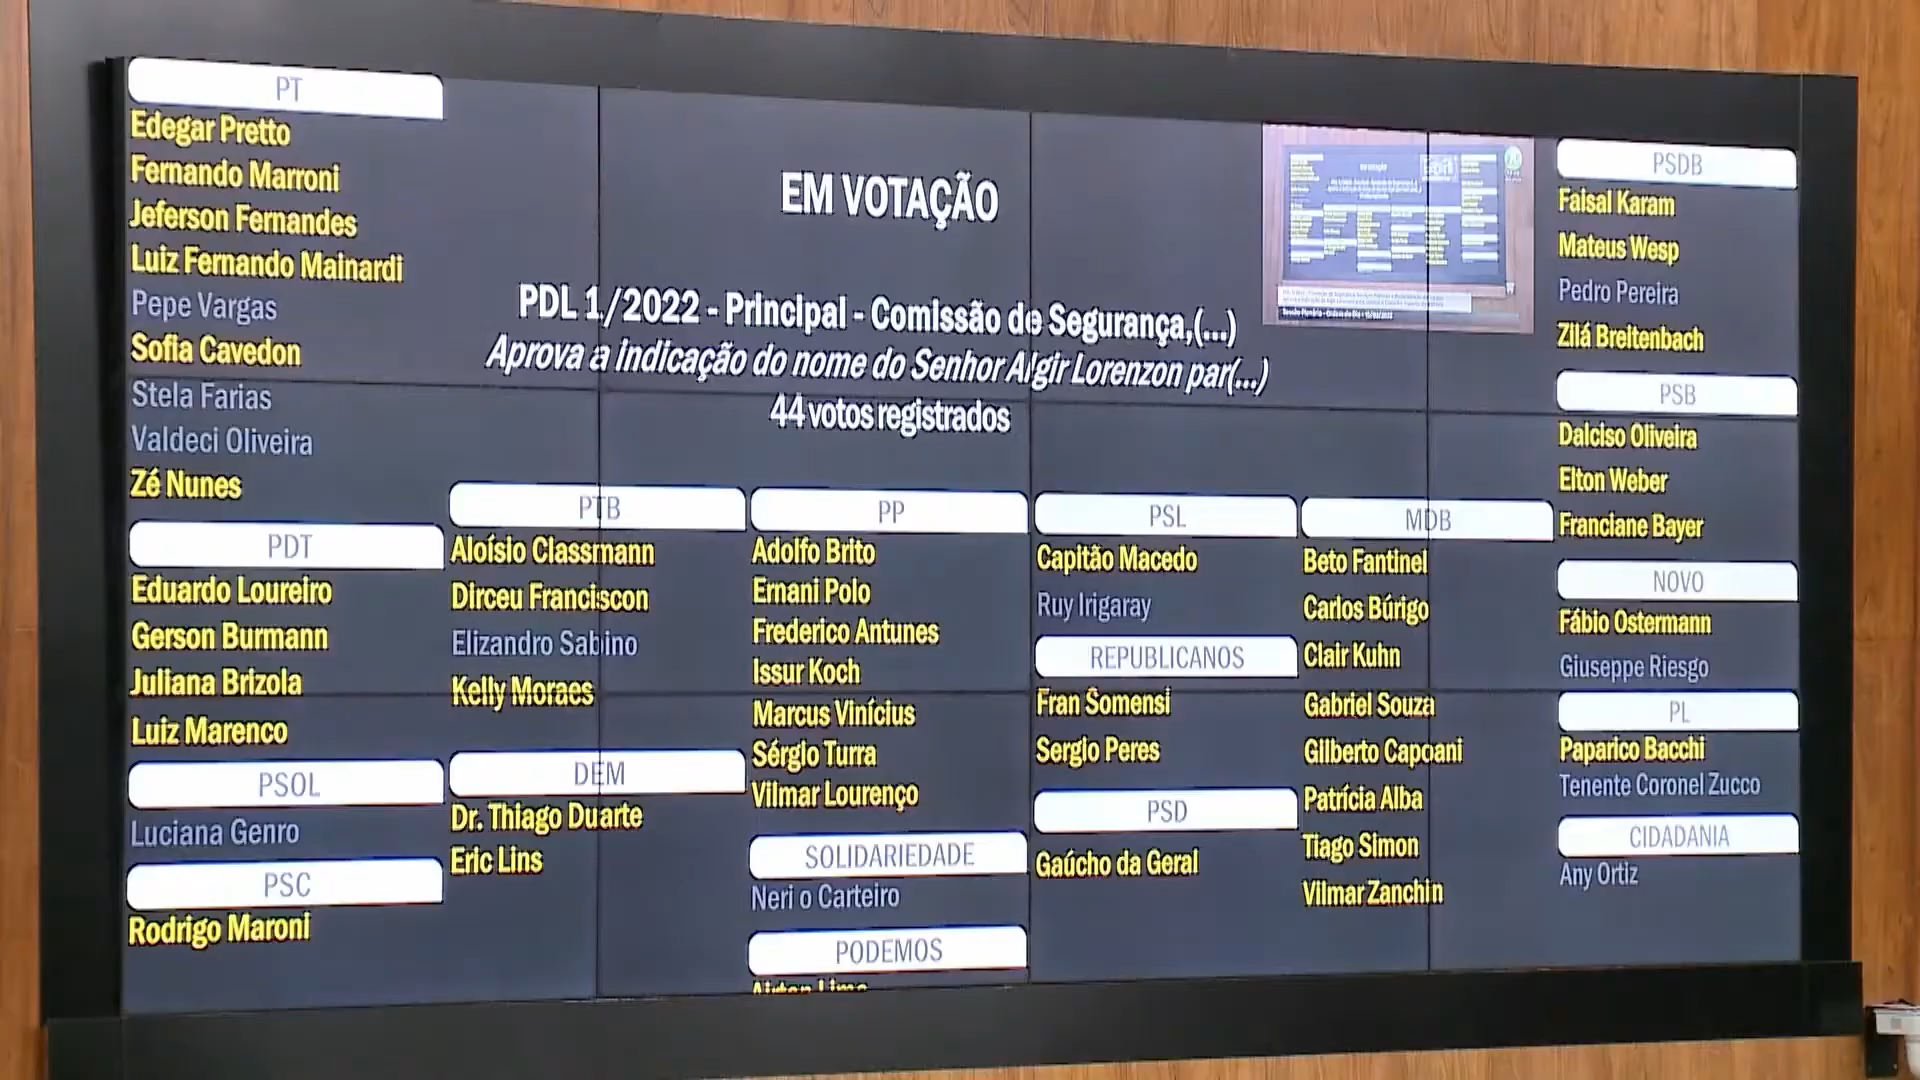 PT
Edegar Pretto
Fernando Marroni
Jeferson Fernandes
Luiz Fernando Mainardi
Pepe Vargas
Sofia Cavedon
Stela Farias
Valdeci Oliveira
Zé Nunes
PDT
Eduardo Loureiro
Gerson Burmann
Juliana Brizola
Luiz Marenco
PSOL
Luciana Genro
PSC
Rodrigo Maroni
EM VOTAÇÃO
PDL 1/2022 - Principal - Comissão de Segurança,(...)
Aprova a indicação do nome do Senhor Algir Lorenzon par(...)
44 votos registrados
PTB
Aloísio Classmann
Dirceu Franciscon
Elizandro Sabino
Kelly Moraes
DEM
Dr. Thiago Duarte
Eric Lins
PP
Adolfo Brito
Ernani Polo
Frederico Antunes
Issur Koch
Marcus Vinícius
Sérgio Turra
Vilmar Lourenço
SOLIDARIEDADE
Neri o Carteiro
PODEMOS
PSL
Capitão Macedo
Ruy Irigaray
REPUBLICANOS
Fran Somensi
Sergio Peres
PSD
Gaúcho da Geral
MDB
Beto Fantinel
Carlos Búrigo
Clair Kuhn
Gabriel Souza
Gilberto Capoani
Patrícia Alba
Tiago Simon
Vilmar Zanchin
PSDB
Faisal Karam
Mateus Wesp
Pedro Pereira
Zilá Breitenbach
PSB
Dalciso Oliveira
Elton Weber
Franciane Bayer
NOVO
Fábio Ostermann
Giuseppe Riesgo
PL
Paparico Bacchi
Tenente Coronel Zucco
CIDADANIA
Any Ortiz